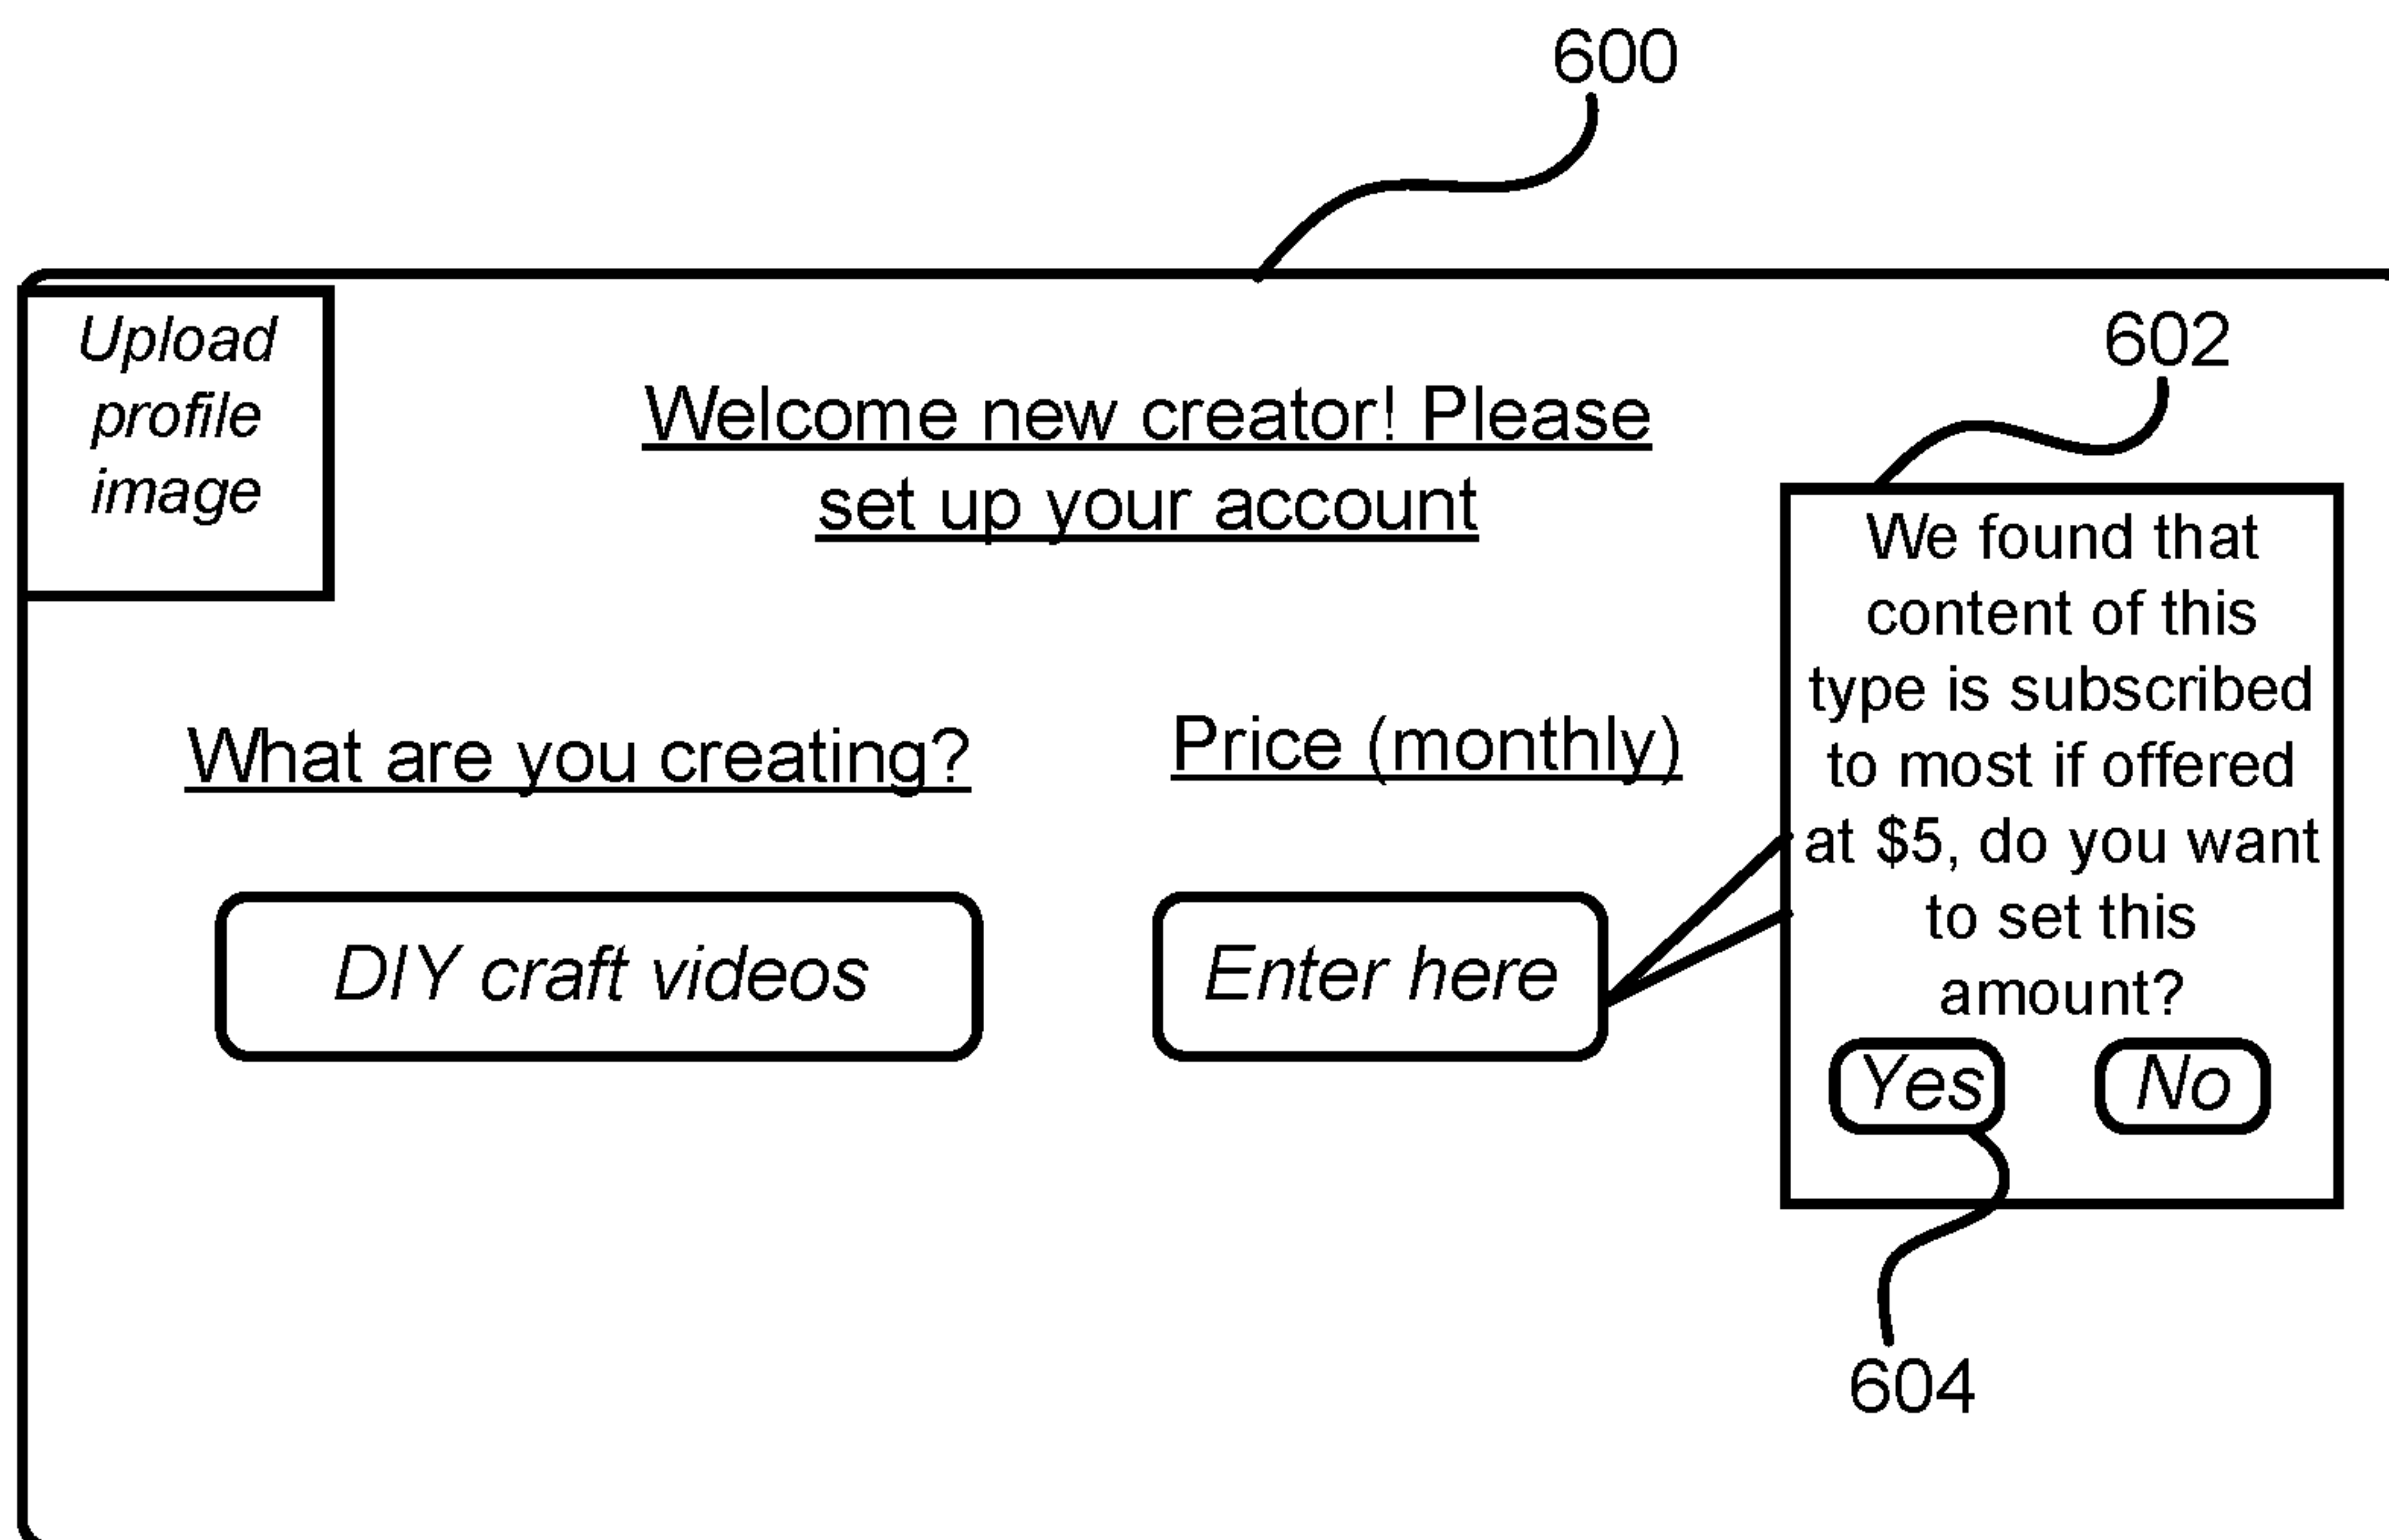 600
Upload
profile
image
602
Welcome new creator! Please
set up your account
We found that
content of this
type is subscribed
to most if offered
at $5, do you want
to set this
amount?
Yes No
What are you creating?
Price (monthly)
DIY craft videos
Enter here
604